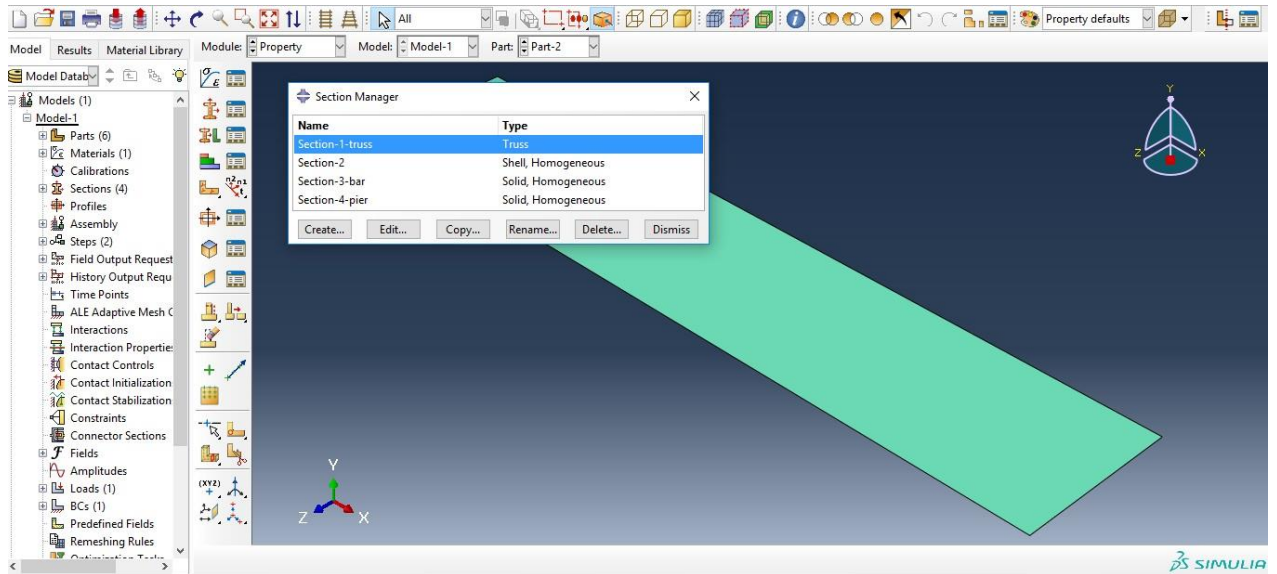 All
Property defaults
Model Results Material Library
Module: Property Model: Model-1 Part: Part-2
Model Datab
Models (1)
Model-1
Parts (6)
Materials (1)
Calibrations
Sections (4)
Profiles
Assembly
Steps (2)
Field Output Request
History Output Requ
Time Points
ALE Adaptive Mesh C
Interactions
Interaction Propertie
Contact Controls
Contact Initialization
Contact Stabilization
Constraints
Connector Sections
Fields
Amplitudes
Loads (1)
BCs (1)
Predefined Fields
Remeshing Rules
Section Manager
Name Type
Section-1-truss Truss
Section-2 Shell, Homogeneous
Section-3-bar Solid, Homogeneous
Section-4-pier Solid, Homogeneous
Create... Edit... Copy... Rename... Delete... Dismiss
Y
Z X
Y
Z X
(XYZ)
SIMULIA